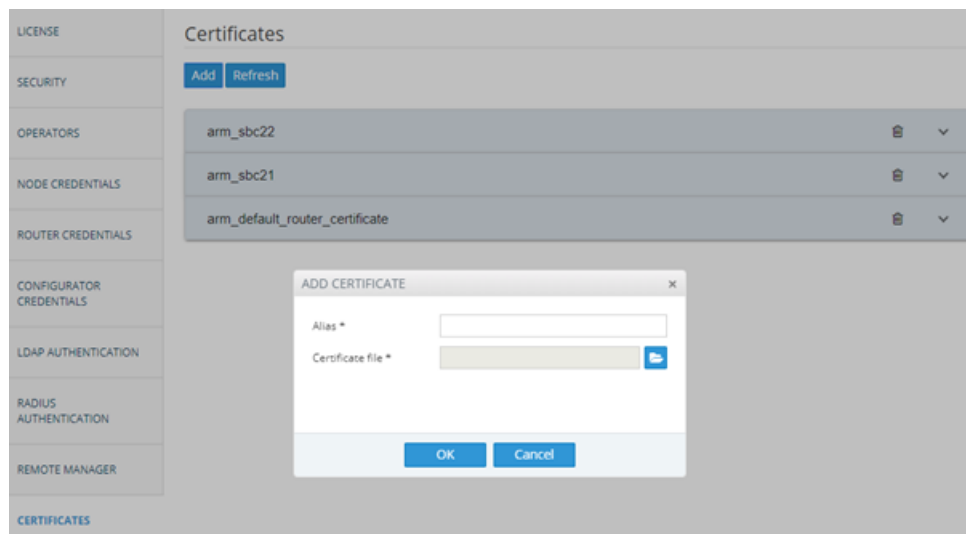 LICENSE
Certificates
SECURITY
Add Refresh
OPERATORS
arm_sbc22
NODE CREDENTIALS
arm_sbc21
ROUTER CREDENTIALS
arm_default_router_certificate
CONFIGURATOR
CREDENTIALS
ADD CERTIFICATE
Alias *
LDAP AUTHENTICATION
Certificate file *
RADIUS
AUTHENTICATION
REMOTE MANAGER
OK Cancel
CERTIFICATES